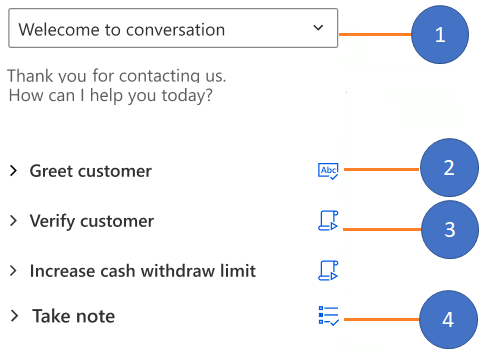 Welecome to conversation
1
Thank you for contacting us.
How can I help you today?
Greet customer
Abc
2
Verify customer
3
Increase cash withdraw limit
Take note
4